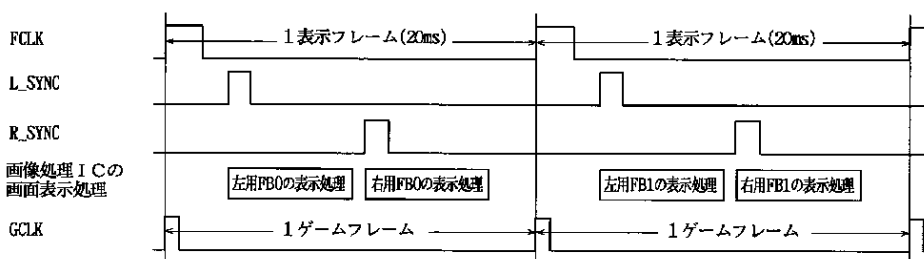 FCLK
1表示フレーム(20ms)
1表示フレーム(20ms)
L_SYNC
R_SYNC
画像処理ICの
画面表示処理
左用FB0の表示処理
右用FB0の表示処理
左用FB1の表示処理
右用FB1の表示処理
GCLK
1ゲームフレーム
1ゲームフレーム